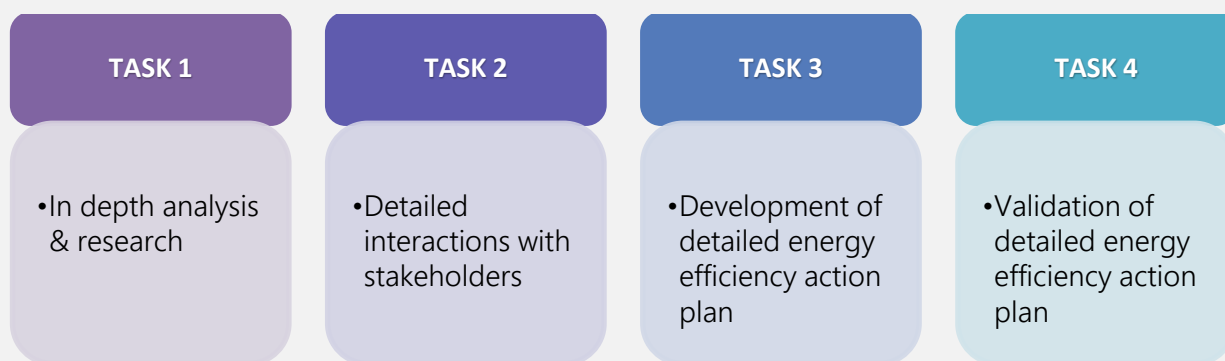 TASK 1
•In depth analysis
& research
TASK 2
•Detailed
interactions with
stakeholders
TASK 3
•Development of
detailed energy
efficiency action
plan
TASK 4
•Validation of
detailed energy
efficiency action
plan